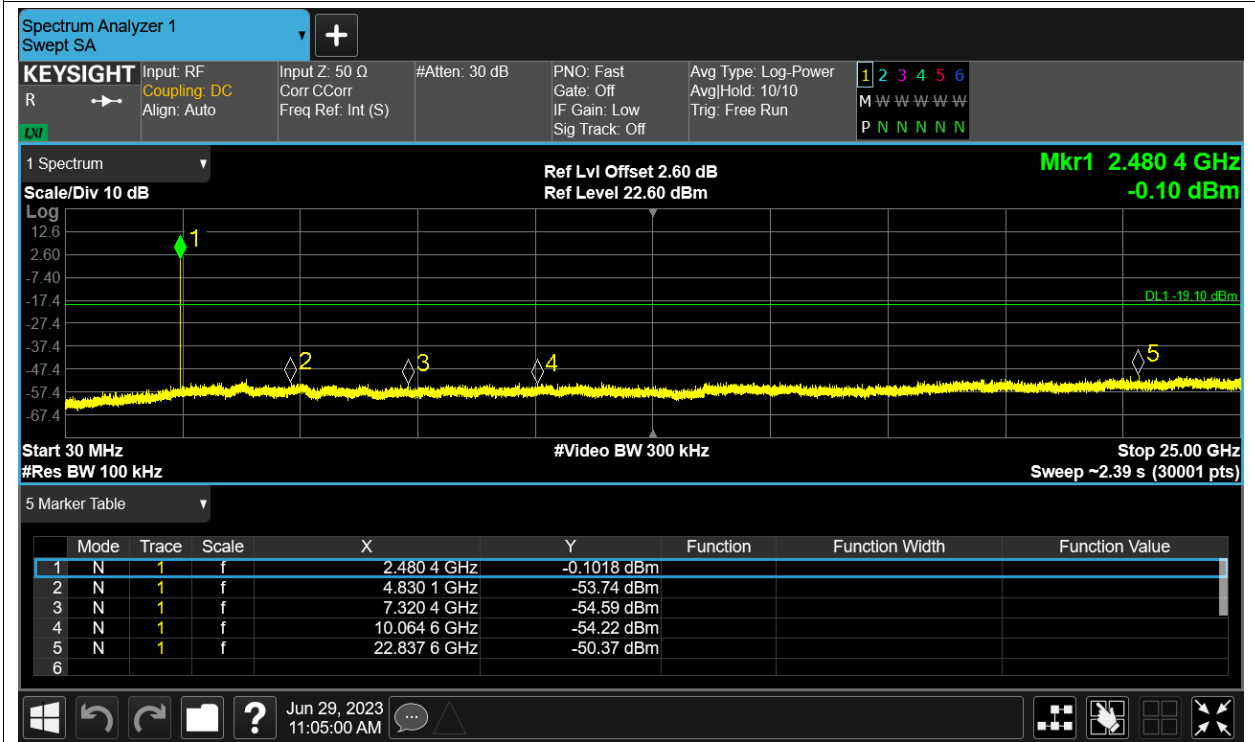 Spectrum Analyzer 1
Swept SA
+
KEYSIGHT Input: RF Input Z: 50 Ω #Atten: 30 dB PNO: Fast Avg Type: Log-Power 1 2 3 4 5 6
R Coupling: DC Corr CCorr Gate: Off Avg|Hold: 10/10 M W W W W W
Align: Auto Freq Ref: Int (S) IF Gain: Low Trig: Free Run
LXI Sig Track: Off P N N N N N
1 Spectrum Ref Lvl Offset 2.60 dB Mkr1 2.480 4 GHz
Scale/Div 10 dB Ref Level 22.60 dBm -0.10 dBm
Log
12.6 1
2.60
-7.40
-17.4 DL1 -19.10 dBm
-27.4
-37.4
-47.4 2 3 4 5
-57.4
-67.4
Start 30 MHz #Video BW 300 kHz Stop 25.00 GHz
#Res BW 100 kHz Sweep ~2.39 s (30001 pts)
5 Marker Table
Mode Trace Scale X Y Function Function Width Function Value
1 N 1 f 2.480 4 GHz -0.1018 dBm
2 N 1 f 4.830 1 GHz -53.74 dBm
3 N 1 f 7.320 4 GHz -54.59 dBm
4 N 1 f 10.064 6 GHz -54.22 dBm
5 N 1 f 22.837 6 GHz -50.37 dBm
6
? Jun 29, 2023
11:05:00 AM